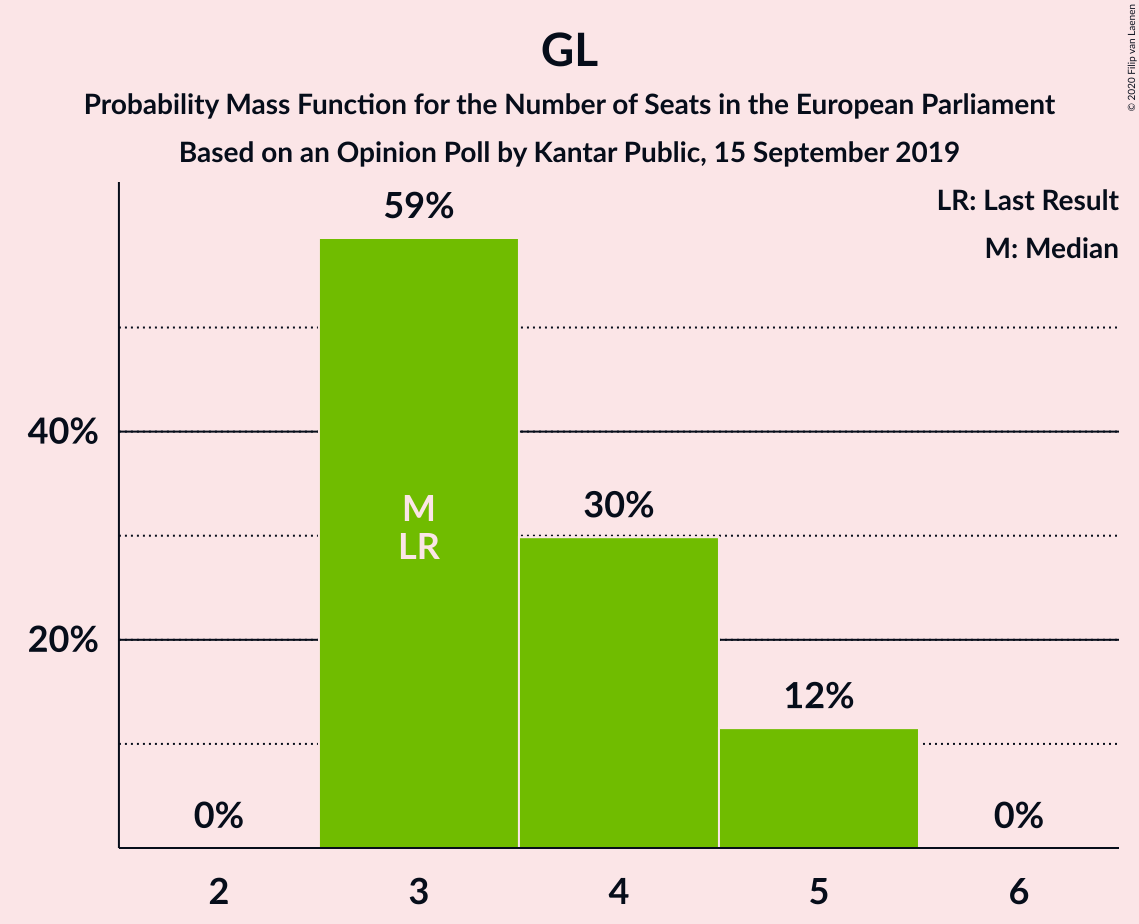 GL
Probability Mass Function for the Number of Seats in the European Parliament
Based on an Opinion Poll by Kantar Public, 15 September 2019
© 2020 Filip van Laenen
LR: Last Result
M: Median
59%
40%
M
LR
30%
20%
12%
0%
0%
2
3
4
5
6